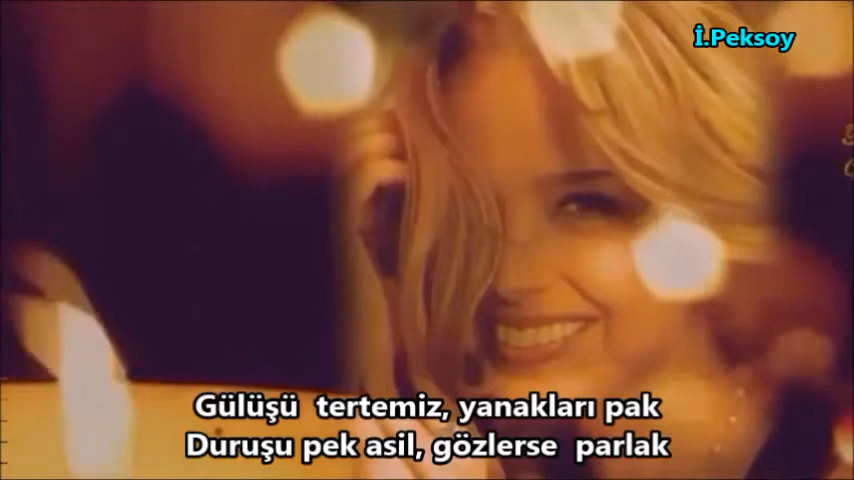 İ.Peksoy
Gülüşü tertemiz, yanakları pak
Duruşu pek asil, gözlerse parlak